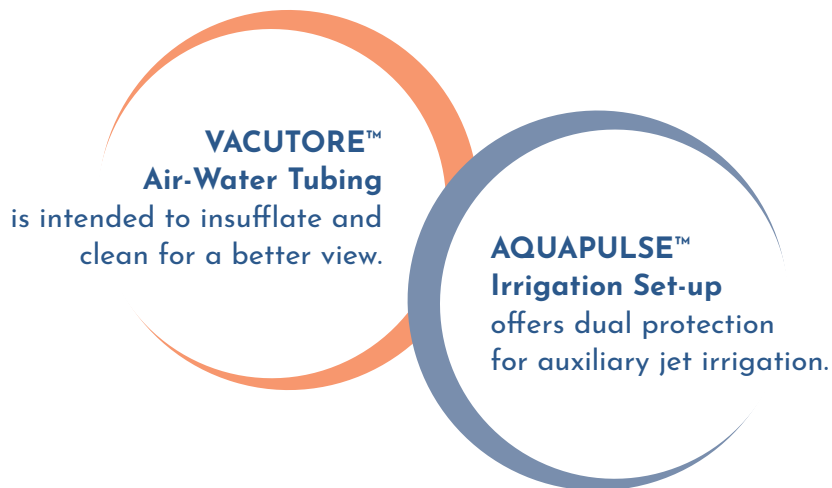 VACUTORE™
Air-Water Tubing
is intended to insufflate and
clean for a better view.
AQUAPULSE™
Irrigation Set-up
offers dual protection
for auxiliary jet irrigation.